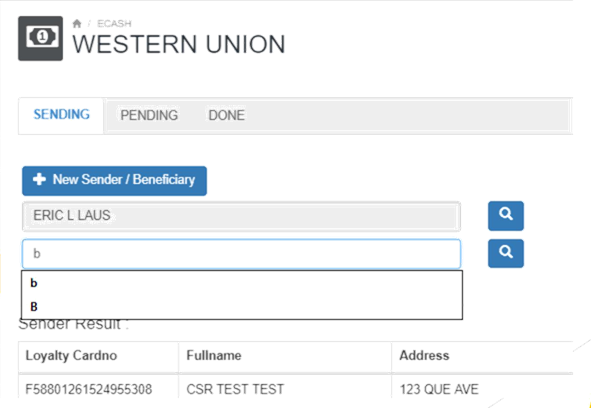 / ECASH
WESTERN UNION
SENDING PENDING DONE
New Sender / Beneficiary
ERIC L LAUS
b
b
B
Sender Result :
Loyalty Cardno Fullname Address
F58801261524955308 CSR TEST TEST 123 QUE AVE